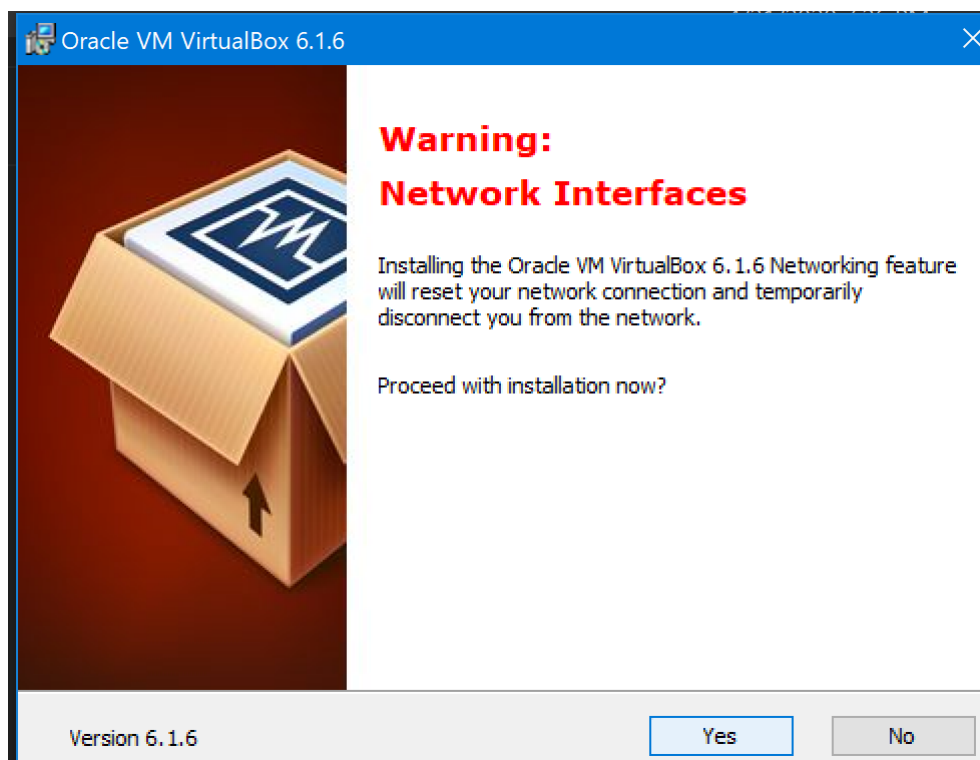 Oracle VM VirtualBox 6.1.6
Warning:
Network Interfaces
Installing the Oracle VM VirtualBox 6.1.6 Networking feature
will reset your network connection and temporarily
disconnect you from the network.
Proceed with installation now?
Version 6.1.6
Yes
No